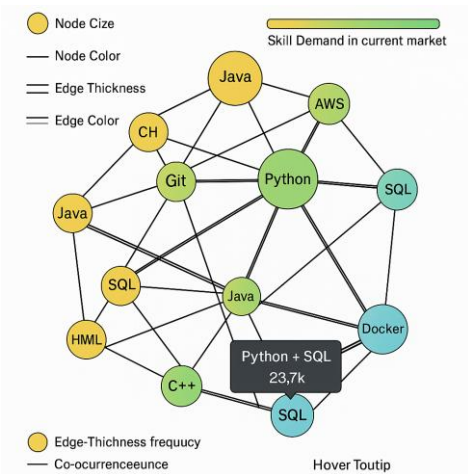 Node Cize
Node Color
Edge Thickness
Edge Color
Skill Demand in current market
Java
AWS
CH
Git
Python
SQL
Java
SQL
Java
HML
Docker
Python + SQL
23,7k
C++
SQL
Edge-Thichness frequucy
Co-ocurrenceeunce
Hover Toutip